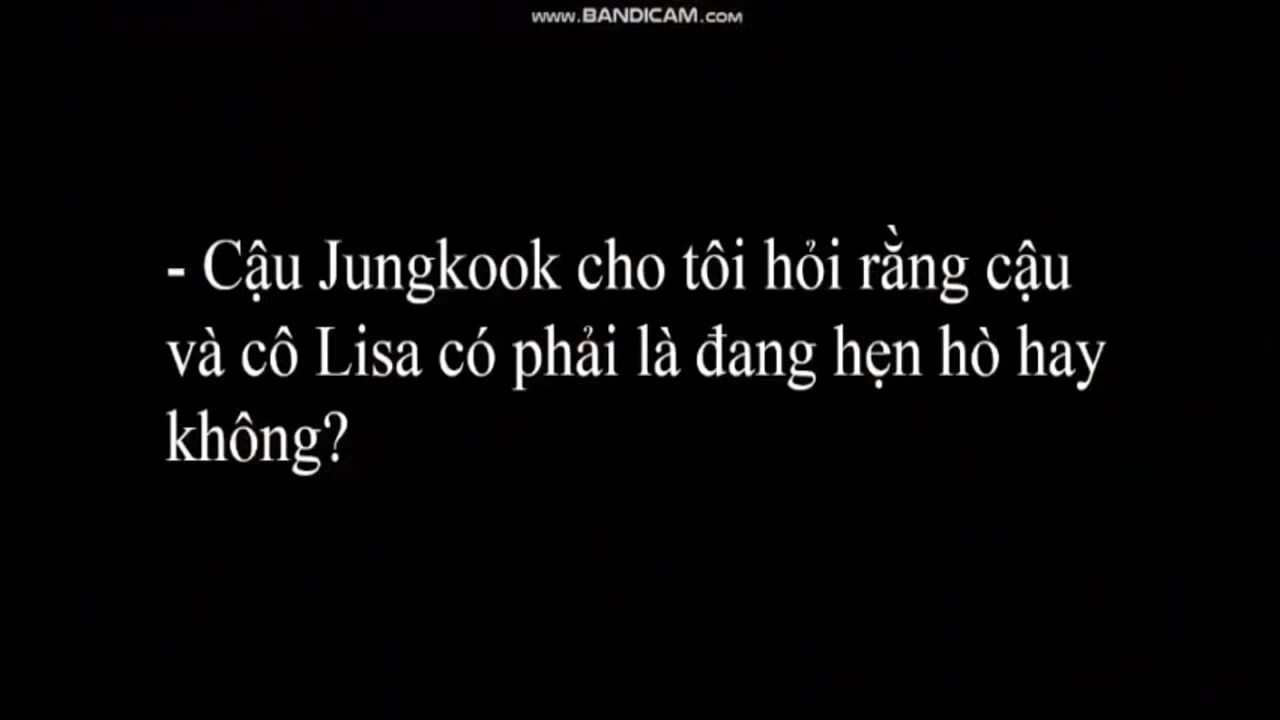 www.BANDICAM.com
- Cậu Jungkook cho tôi hỏi rằng cậu
và cô Lisa có phải là đang hẹn hò hay
không?